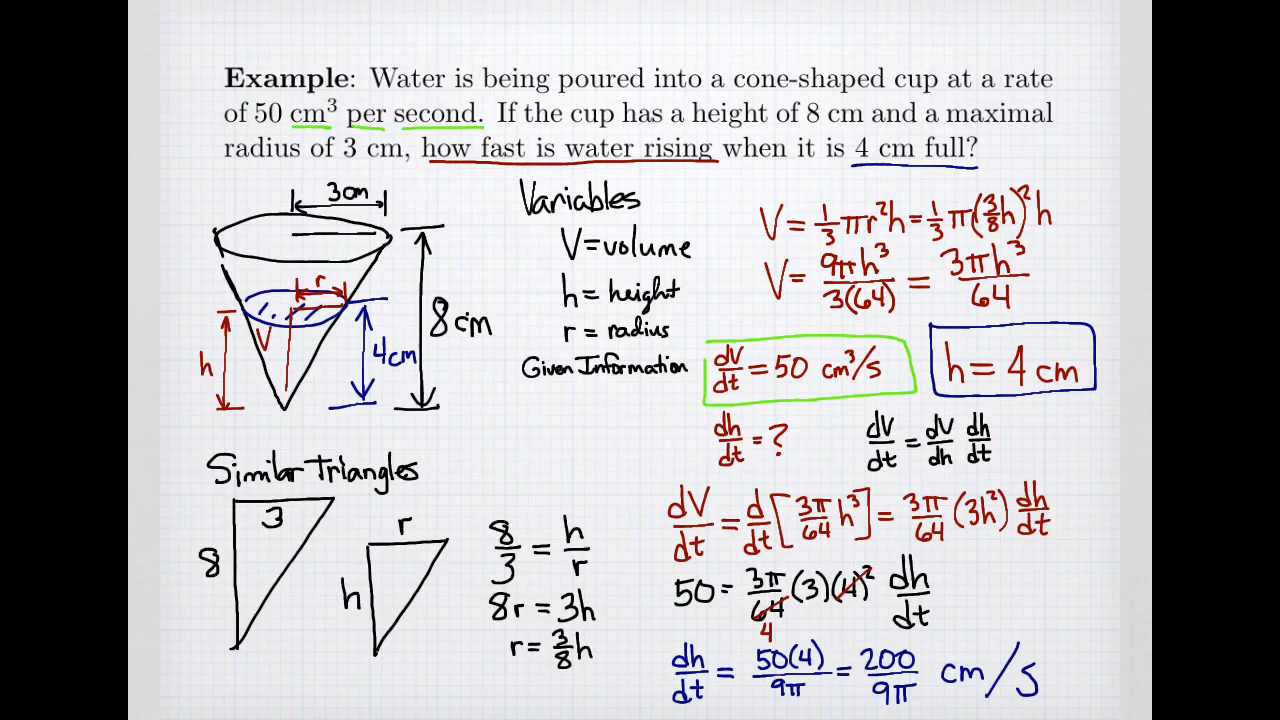 Example: Water is being poured into a cone-shaped cup at a rate
of 50 cm³ per second. If the cup has a height of 8 cm and a maximal
radius of 3 cm, how fast is water rising when it is 4 cm full?
3cm
r
V
h
4cm
8cm
Variables
V = volume
h = height
r = radius
Given Information
V = 1/3 πr²h = 1/3 π(3/8 h)² h
V = 9πh³/3(64) = 3πh³/64
dV/dt = 50 cm³/s
h = 4 cm
dh/dt = ?
dV/dt = dV/dh dh/dt
Similar Triangles
3
8
r
h
8/3 = h/r
8r = 3h
r = 3/8 h
dV/dt = d/dt [3π/64 h³] = 3π/64 (3h²) dh/dt
50 = 3π/64 (3)(4)² dh/dt
4
dh/dt = 50(4)/9π = 200/9π cm/s